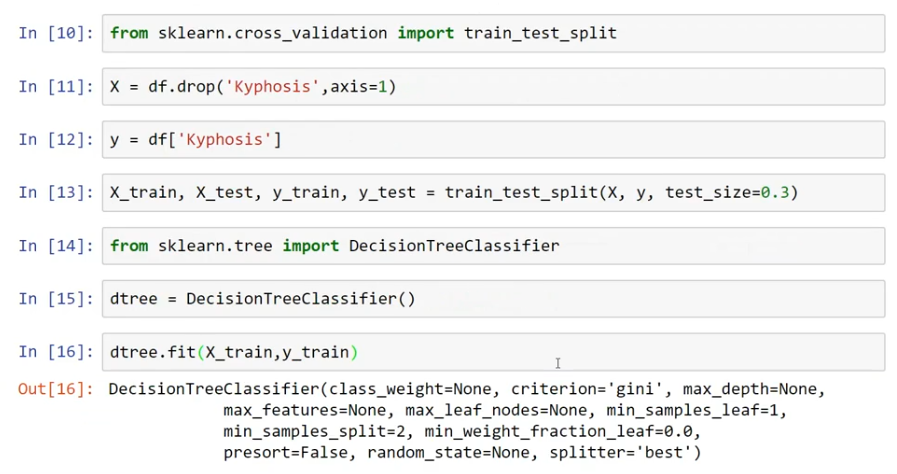 In [10]: from sklearn.cross_validation import train_test_split
In [11]: X = df.drop('Kyphosis',axis=1)
In [12]: y = df['Kyphosis']
In [13]: X_train, X_test, y_train, y_test = train_test_split(X, y, test_size=0.3)
In [14]: from sklearn.tree import DecisionTreeClassifier
In [15]: dtree = DecisionTreeClassifier()
In [16]: dtree.fit(X_train,y_train)
Out[16]: DecisionTreeClassifier(class_weight=None, criterion='gini', max_depth=None,
max_features=None, max_leaf_nodes=None, min_samples_leaf=1,
min_samples_split=2, min_weight_fraction_leaf=0.0,
presort=False, random_state=None, splitter='best')